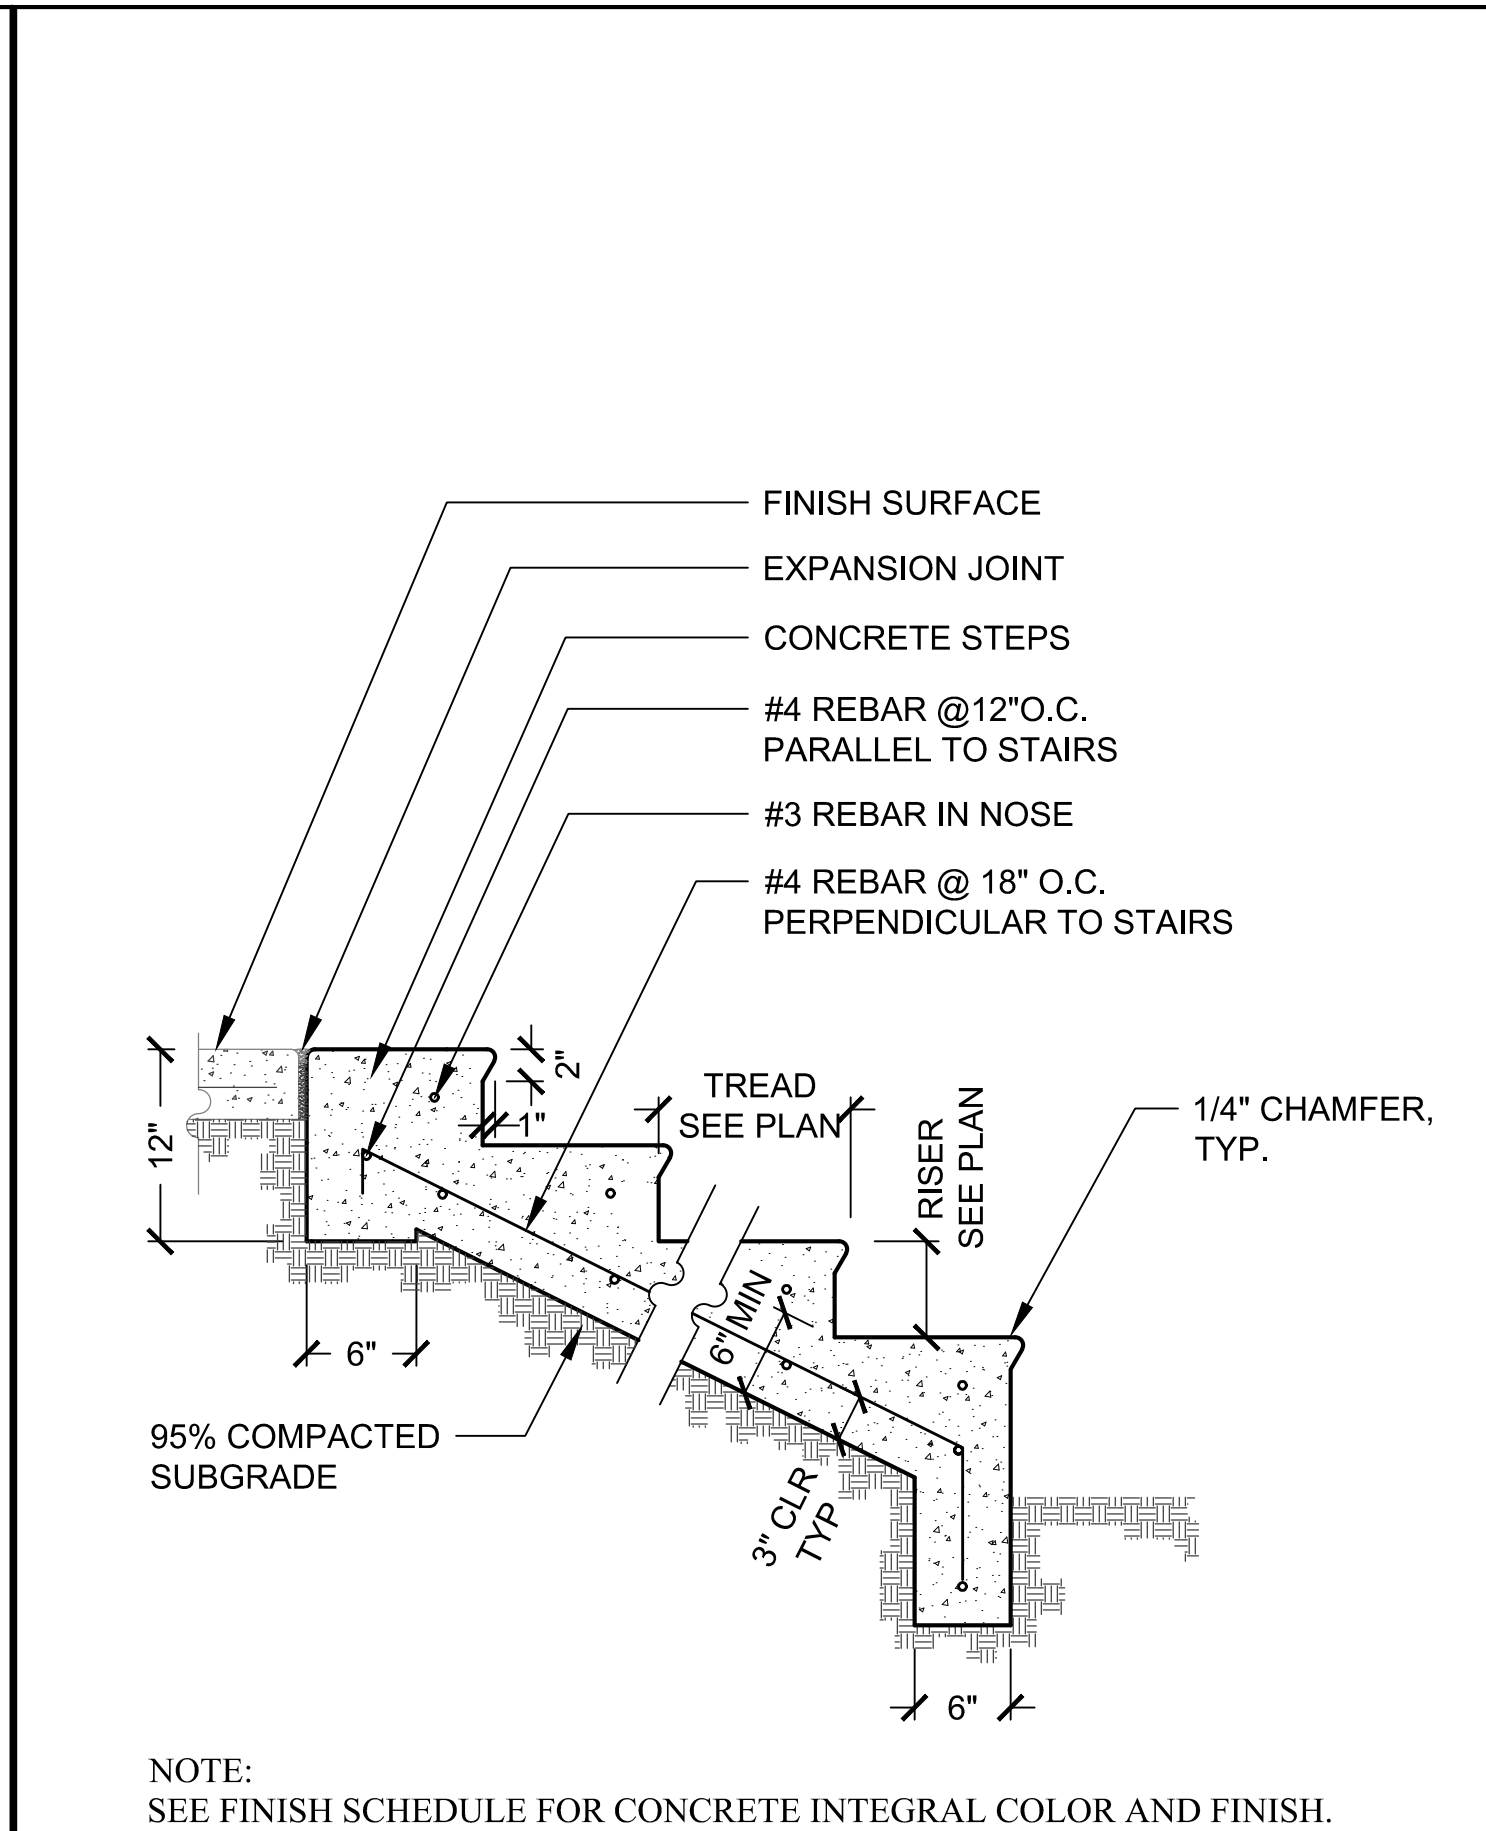 FINISH SURFACE
EXPANSION JOINT
CONCRETE STEPS
#4 REBAR @12"O.C.
PARALLEL TO STAIRS
#3 REBAR IN NOSE
#4 REBAR @ 18" O.C.
PERPENDICULAR TO STAIRS
2"
1"
12"
TREAD
SEE PLAN
RISER
SEE PLAN
1/4" CHAMFER,
TYP.
6"
6" MIN
95% COMPACTED
SUBGRADE
3" CLR
TYP
6"
NOTE:
SEE FINISH SCHEDULE FOR CONCRETE INTEGRAL COLOR AND FINISH.